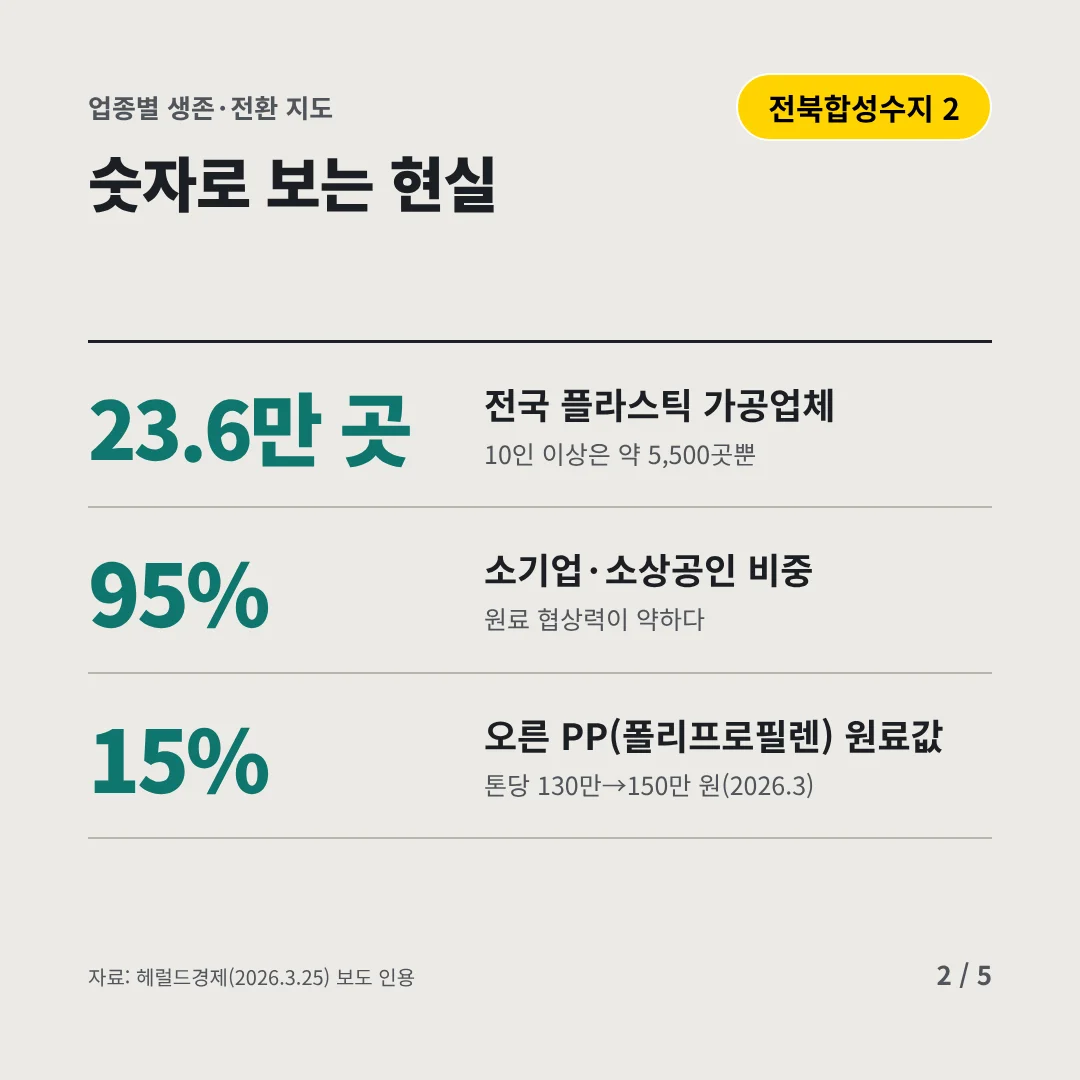 업종별 생존·전환 지도
전북합성수지 2
숫자로 보는 현실
23.6만 곳
전국 플라스틱 가공업체
10인 이상은 약 5,500곳뿐
95%
소기업·소상공인 비중
원료 협상력이 약하다
15%
오른 PP(폴리프로필렌) 원료값
톤당 130만→150만 원(2026.3)
자료: 헤럴드경제(2026.3.25) 보도 인용
2 / 5